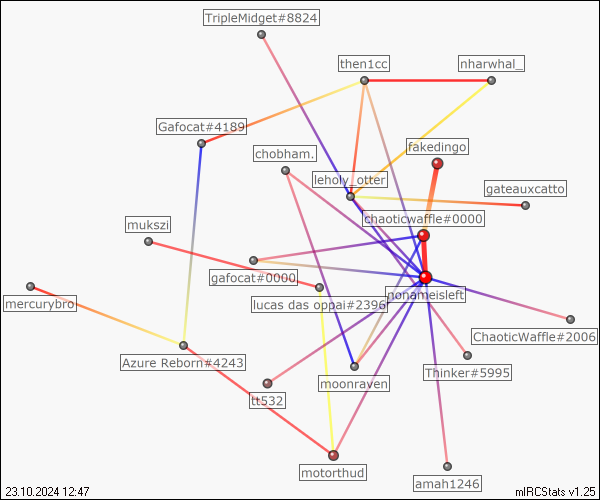 TripleMidget#8824
then1cc
nharwhal_
Gafocat#4189
fakedingo
chobham.
leholy_otter
gateauxcatto
chaoticwaffle#0000
mukszi
gafocat#0000
nonameisleft
mercurybro
lucas das oppai#2396
ChaoticWaffle#2006
Azure Reborn#4243
Thinker#5995
moonraven
tt532
motorthud
amah1246
23.10.2024 12:47
mIRCStats v1.25